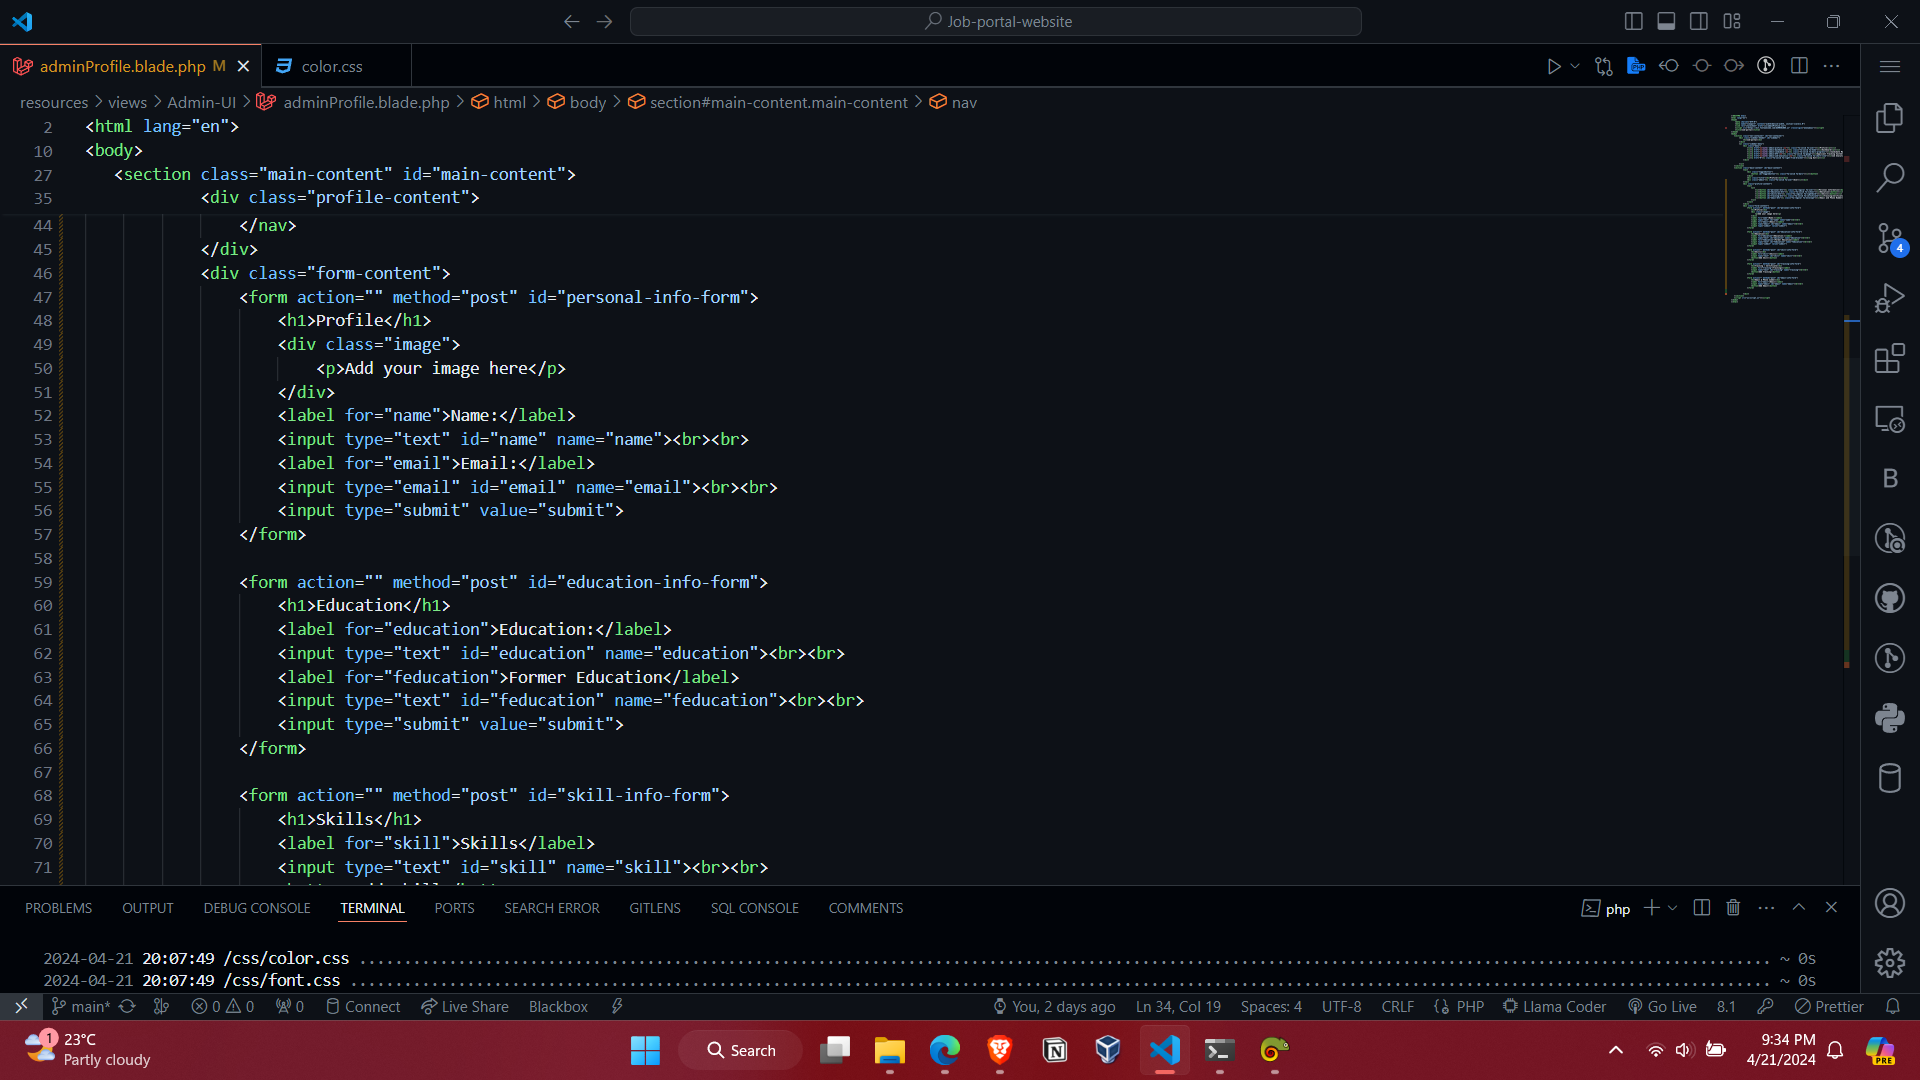 Job-portal-website
adminProfile.blade.php M
color.css
resources > views > Admin-UI > adminProfile.blade.php > html > body > section#main-content.main-content > nav
2 <html lang="en">
10 <body>
27 <section class="main-content" id="main-content">
35 <div class="profile-content">
44 </nav>
45 </div>
46 <div class="form-content">
47 <form action="" method="post" id="personal-info-form">
48 <h1>Profile</h1>
49 <div class="image">
50 <p>Add your image here</p>
51 </div>
52 <label for="name">Name:</label>
53 <input type="text" id="name" name="name"><br><br>
54 <label for="email">Email:</label>
55 <input type="email" id="email" name="email"><br><br>
56 <input type="submit" value="submit">
57 </form>
58
59 <form action="" method="post" id="education-info-form">
60 <h1>Education</h1>
61 <label for="education">Education:</label>
62 <input type="text" id="education" name="education"><br><br>
63 <label for="feducation">Former Education</label>
64 <input type="text" id="feducation" name="feducation"><br><br>
65 <input type="submit" value="submit">
66 </form>
67
68 <form action="" method="post" id="skill-info-form">
69 <h1>Skills</h1>
70 <label for="skill">Skills</label>
71 <input type="text" id="skill" name="skill"><br><br>
4
B
PROBLEMS OUTPUT DEBUG CONSOLE TERMINAL PORTS SEARCH ERROR GITLENS SQL CONSOLE COMMENTS
php
2024-04-21 20:07:49 /css/color.css ~ 0s
2024-04-21 20:07:49 /css/font.css ~ 0s
main* 0 0 0 Connect Live Share Blackbox You, 2 days ago Ln 34, Col 19 Spaces: 4 UTF-8 CRLF {} PHP Llama Coder Go Live 8.1 Prettier
1
23°C
Partly cloudy
Search
9:34 PM
4/21/2024
PRE